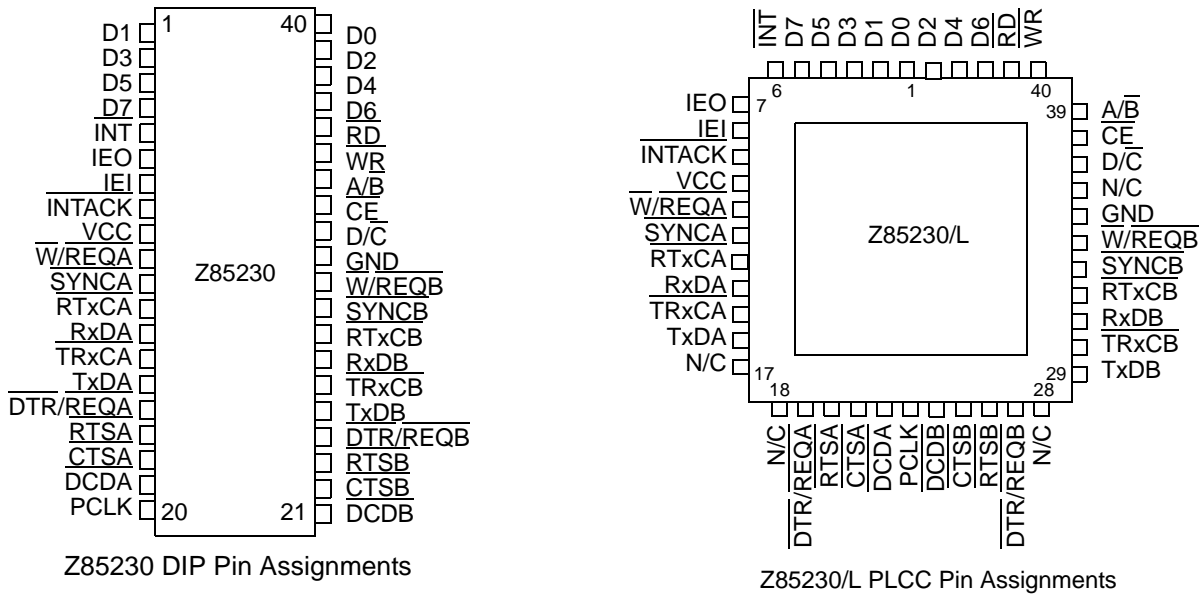 1
40
D1
D3
D5
D7
INT
IEO
IEI
INTACK
VCC
W/REQA
SYNCA
RTxCA
RxDA
TRxCA
TxDA
DTR/REQA
RTSA
CTSA
DCDA
PCLK
20
Z85230
D0
D2
D4
D6
RD
WR
A/B
CE
D/C
GND
W/REQB
SYNCB
RTxCB
RxDB
TRxCB
TxDB
DTR/REQB
RTSB
CTSB
DCDB
21
Z85230 DIP Pin Assignments
INT
D7
D5
D3
D1
D0
D2
D4
D6
RD
WR
6
1
40
7
39
IEO
IEI
INTACK
VCC
W/REQA
SYNCA
RTxCA
RxDA
TRxCA
TxDA
N/C
Z85230/L
A/B
CE
D/C
N/C
GND
W/REQB
SYNCB
RTxCB
RxDB
TRxCB
TxDB
17
29
18
28
N/C
DTR/REQA
RTSA
CTSA
DCDA
PCLK
DCDB
CTSB
RTSB
DTR/REQB
N/C
Z85230/L PLCC Pin Assignments